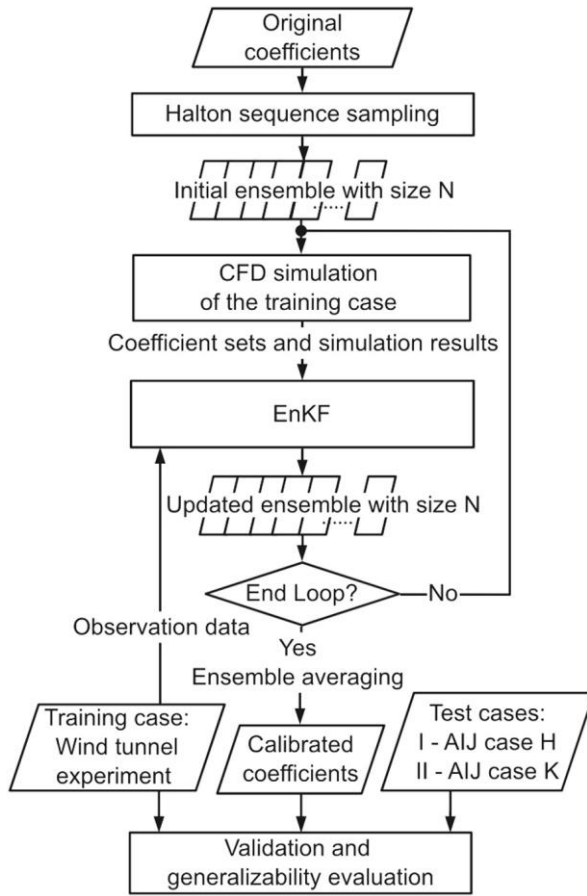 Original
coefficients
Halton sequence sampling
Initial ensemble with size N
......
CFD simulation
of the training case
Coefficient sets and simulation results
EnKF
Updated ensemble with size N
......
End Loop?
No
Observation data
Yes
Ensemble averaging
Training case:
Wind tunnel
experiment
Calibrated
coefficients
Test cases:
I - AIJ case H
II - AIJ case K
Validation and
generalizability evaluation